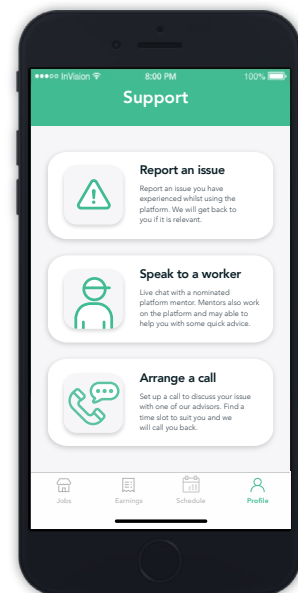 InVision 8:00 PM 100%
Support
Report an issue
Report an issue you have
experienced whilst using the
platform. We will get back to
you if it is relevant.
Speak to a worker
Live chat with a nominated
platform mentor. Mentors also work
on the platform and may able to
help you with some quick advice.
Arrange a call
Set up a call to discuss your issue
with one of our advisors. Find a
time slot to suit you and we
will call you back.
Jobs Earnings Schedule Profile